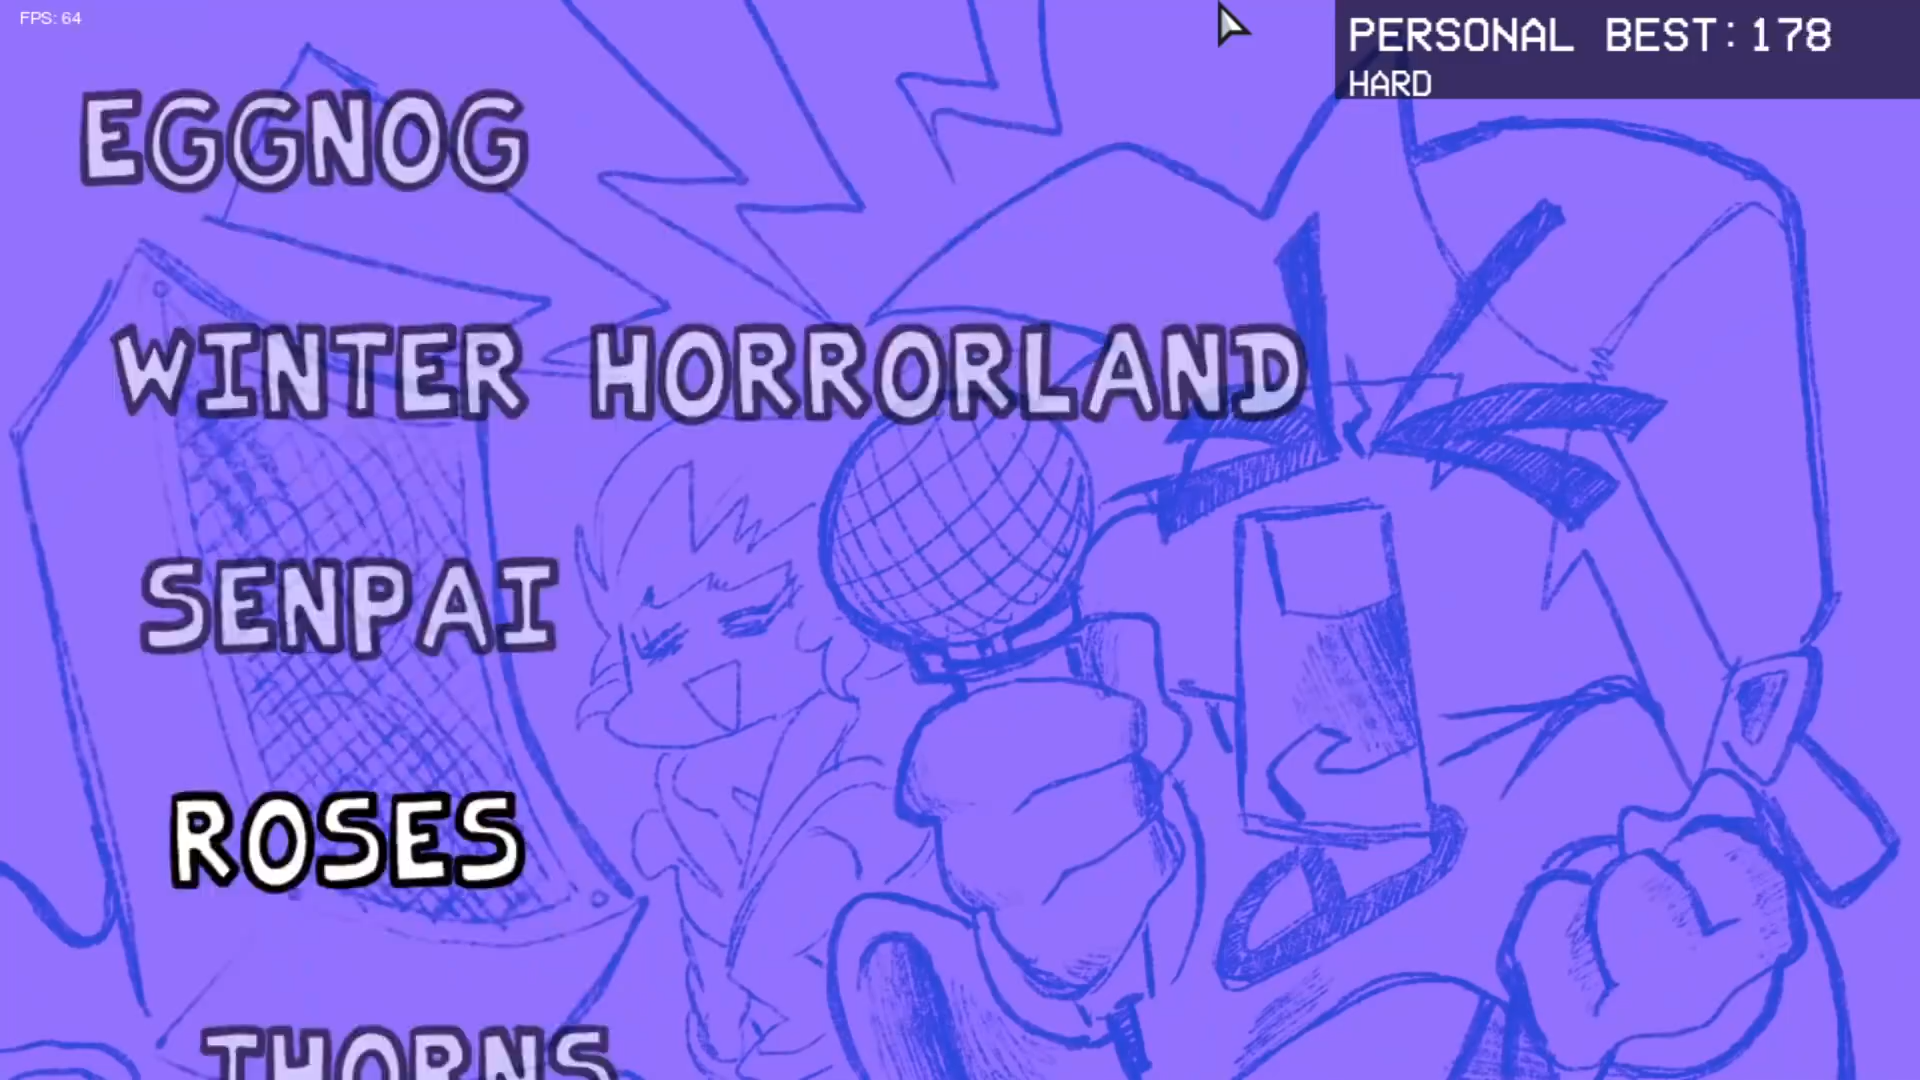 FPS: 64
PERSONAL BEST:178
HARD
EGGNOG
WINTER HORRORLAND
SENPAI
ROSES
THORNS